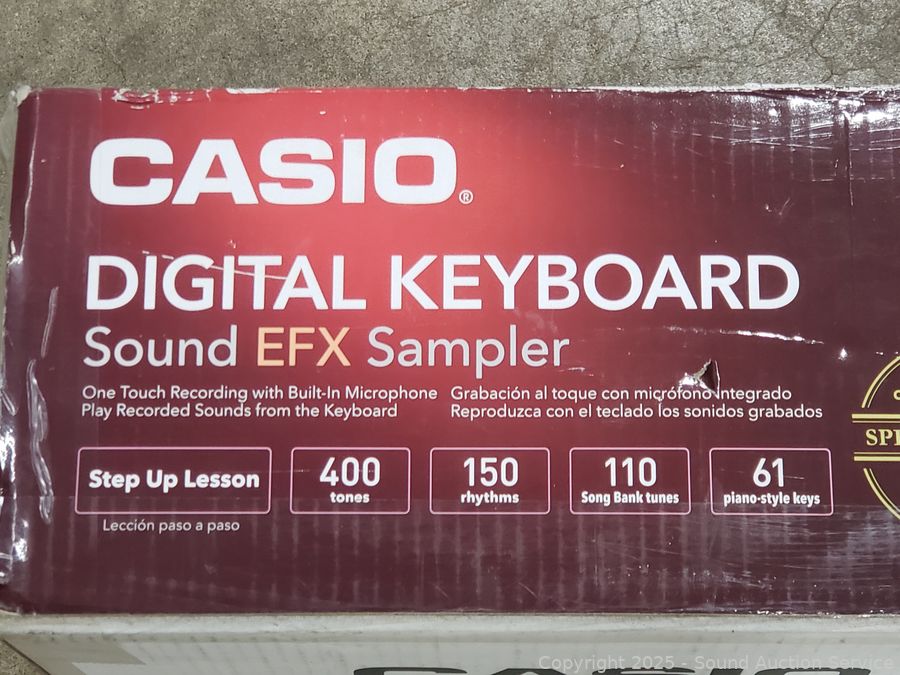 CASIO®
DIGITAL KEYBOARD
Sound EFX Sampler
One Touch Recording with Built-In Microphone
Play Recorded Sounds from the Keyboard
Grabación al toque con micrófono integrado
Reproduzca con el teclado los sonidos grabados
Step Up Lesson
Lección paso a paso
400
tones
150
rhythms
110
Song Bank tunes
61
piano-style keys
CASIO
Copyright 2025 - Sound Auction Service